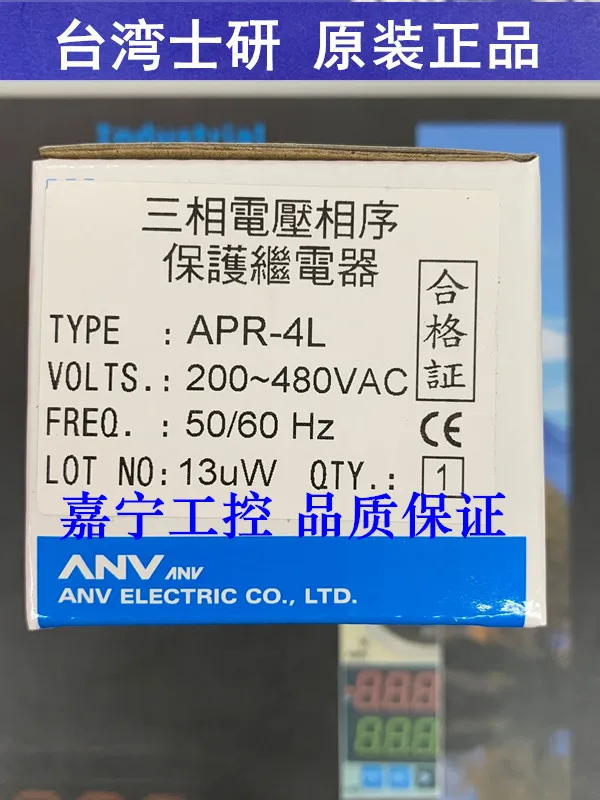 台湾士研 原装正品
Industrial
三相電壓相序
保護繼電器
合格証
TYPE : APR-4L
VOLTS.: 200~480VAC
FREQ. : 50/60 Hz
CE
LOT NO: 13uW QTY.: 1
嘉宁工控 品质保证
ANV ANV
ANV ELECTRIC CO., LTD.